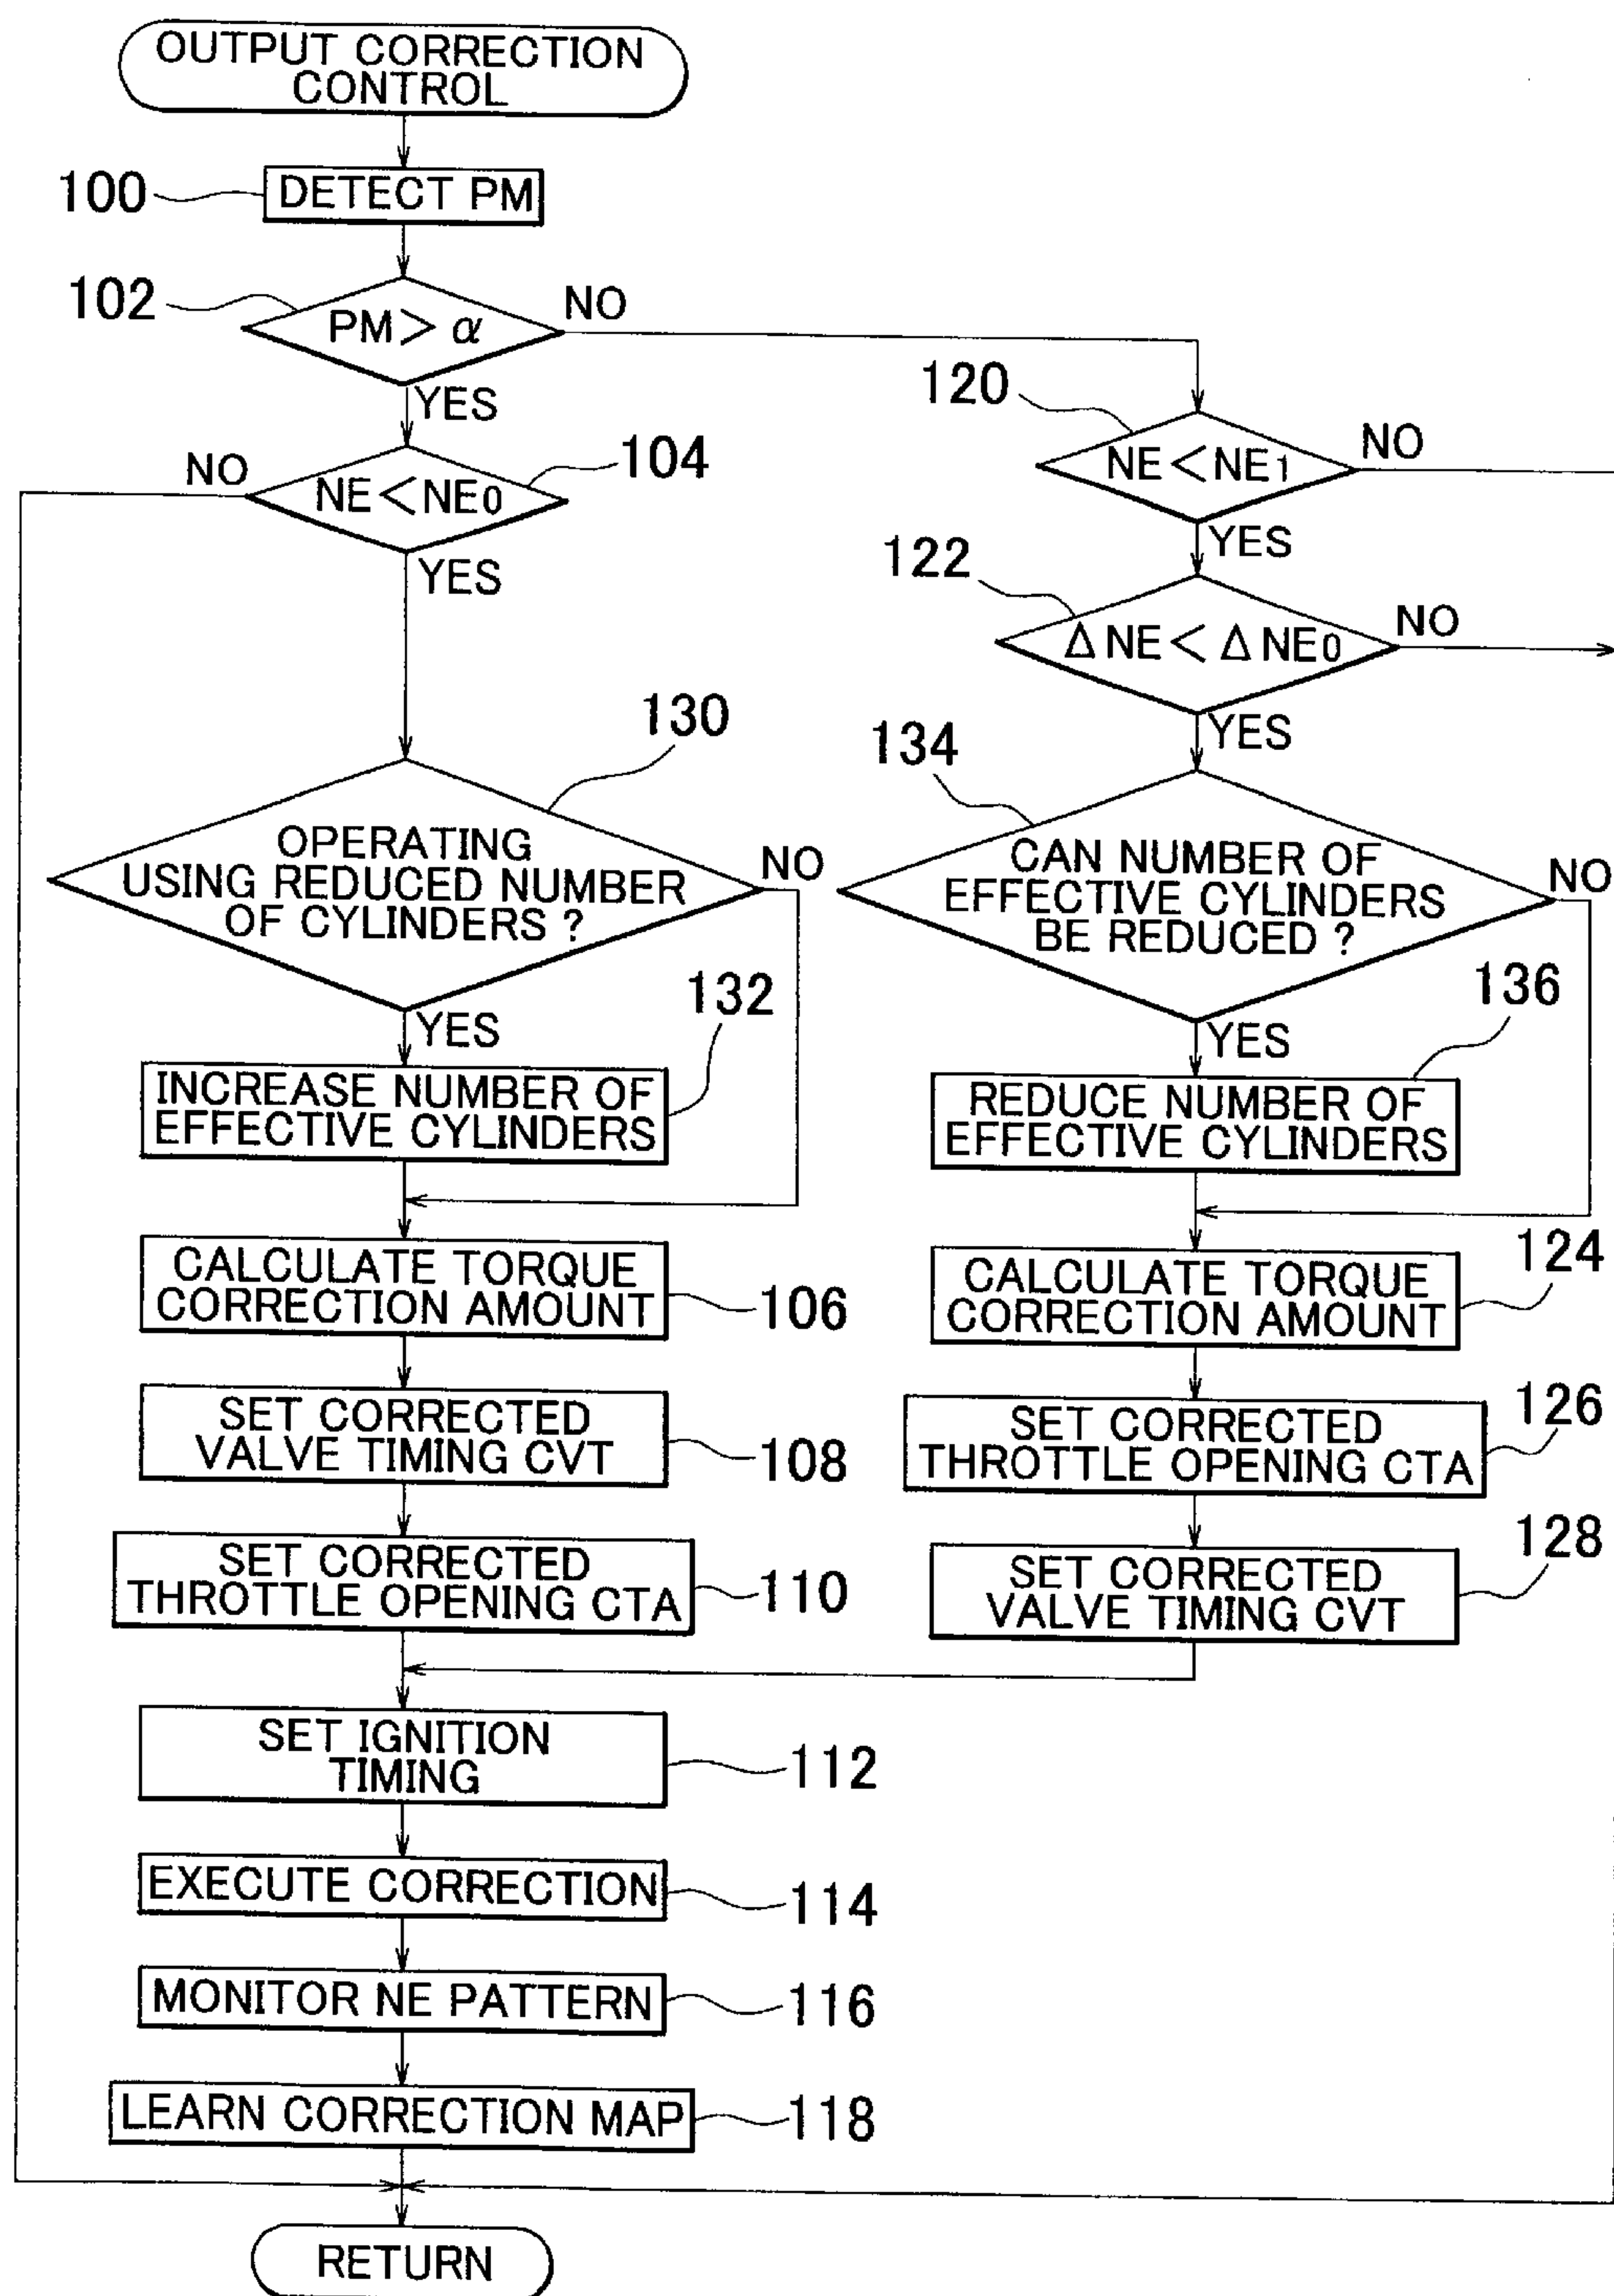 OUTPUT CORRECTION
CONTROL
100
DETECT PM
102
PM > α
NO
YES
104
NE < NE0
NO
YES
120
NE < NE1
NO
YES
122
Δ NE < Δ NE0
NO
YES
130
OPERATING
USING REDUCED NUMBER
OF CYLINDERS ?
NO
YES
132
INCREASE NUMBER OF
EFFECTIVE CYLINDERS
134
CAN NUMBER OF
EFFECTIVE CYLINDERS
BE REDUCED ?
NO
YES
136
REDUCE NUMBER OF
EFFECTIVE CYLINDERS
CALCULATE TORQUE
CORRECTION AMOUNT
106
SET CORRECTED
VALVE TIMING CVT
108
SET CORRECTED
THROTTLE OPENING CTA
110
CALCULATE TORQUE
CORRECTION AMOUNT
124
SET CORRECTED
THROTTLE OPENING CTA
126
SET CORRECTED
VALVE TIMING CVT
128
SET IGNITION
TIMING
112
EXECUTE CORRECTION
114
MONITOR NE PATTERN
116
LEARN CORRECTION MAP
118
RETURN